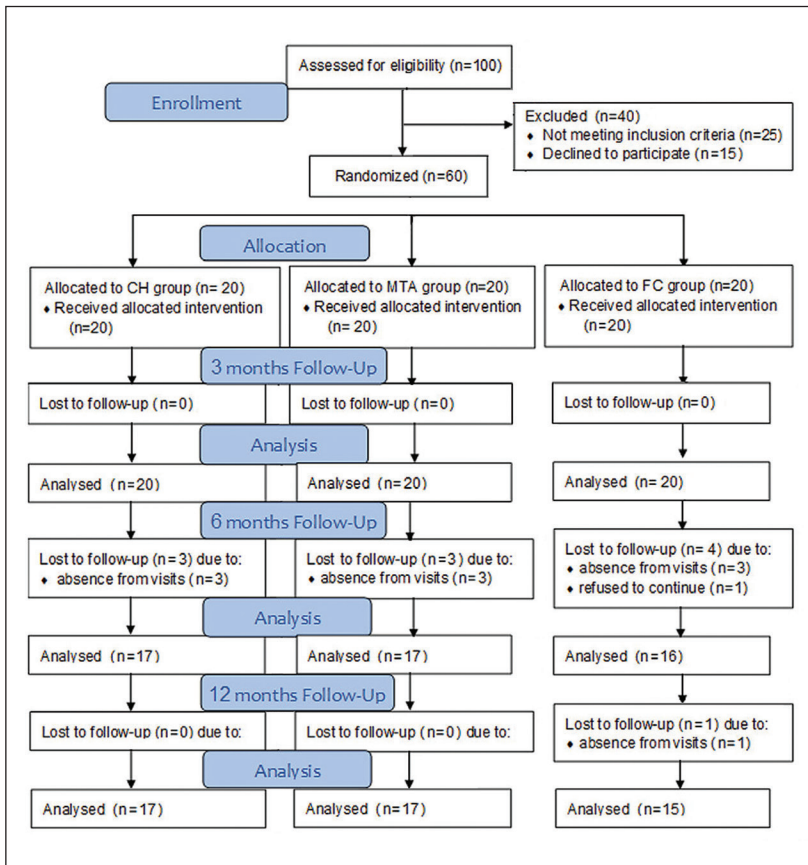 Assessed for eligibility (n=100)
Enrollment
Excluded (n=40)
♦ Not meeting inclusion criteria (n=25)
♦ Declined to participate (n=15)
Randomized (n=60)
Allocation
Allocated to CH group (n= 20)
♦ Received allocated intervention
(n=20)
Allocated to MTA group (n=20)
♦ Received allocated intervention
(n= 20)
Allocated to FC group (n=20)
♦ Received allocated intervention
(n=20)
3 months Follow-Up
Lost to follow-up (n=0)
Lost to follow-up (n=0)
Lost to follow-up (n=0)
Analysis
Analysed (n=20)
Analysed (n=20)
Analysed (n=20)
6 months Follow-Up
Lost to follow-up (n=3) due to:
♦ absence from visits (n=3)
Lost to follow-up (n=3) due to:
♦ absence from visits (n=3)
Lost to follow-up (n= 4) due to:
♦ absence from visits (n=3)
♦ refused to continue (n=1)
Analysis
Analysed (n=17)
Analysed (n=17)
Analysed (n=16)
12 months Follow-Up
Lost to follow-up (n=0) due to:
Lost to follow-up (n=0) due to:
Lost to follow-up (n=1) due to:
♦ absence from visits (n=1)
Analysis
Analysed (n=17)
Analysed (n=17)
Analysed (n=15)